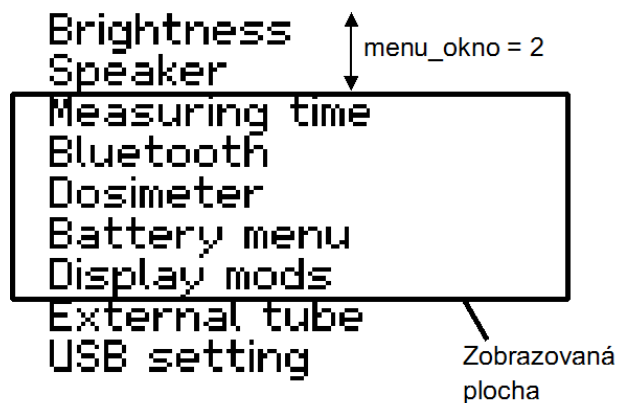 Brightness
menu_okno = 2
Speaker
Measuring time
Bluetooth
Dosimeter
Battery menu
Display mods
External tube
USB setting
Zobrazovaná
plocha